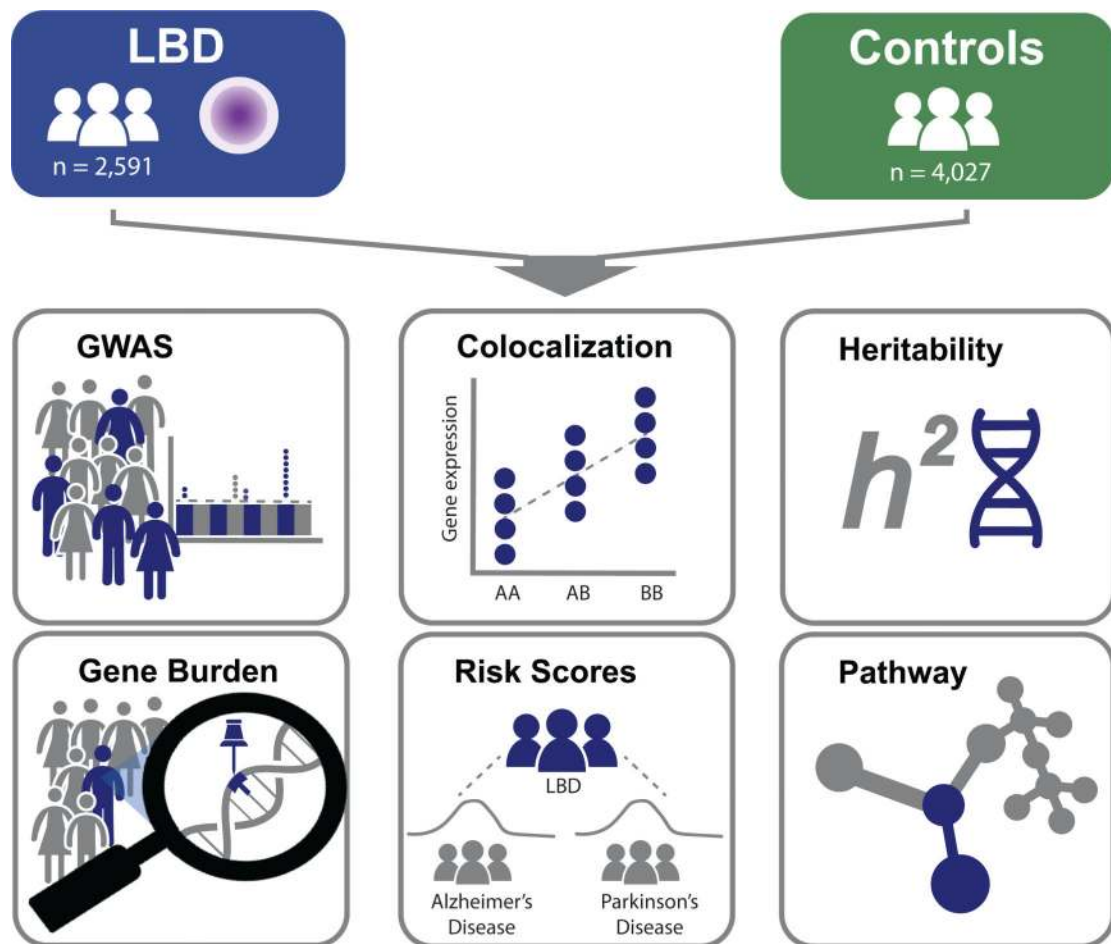 LBD
n = 2,591
Controls
n = 4,027
GWAS
Colocalization
Gene expression
AA AB BB
Heritability
h²
Gene Burden
Risk Scores
LBD
Alzheimer's
Disease
Parkinson's
Disease
Pathway